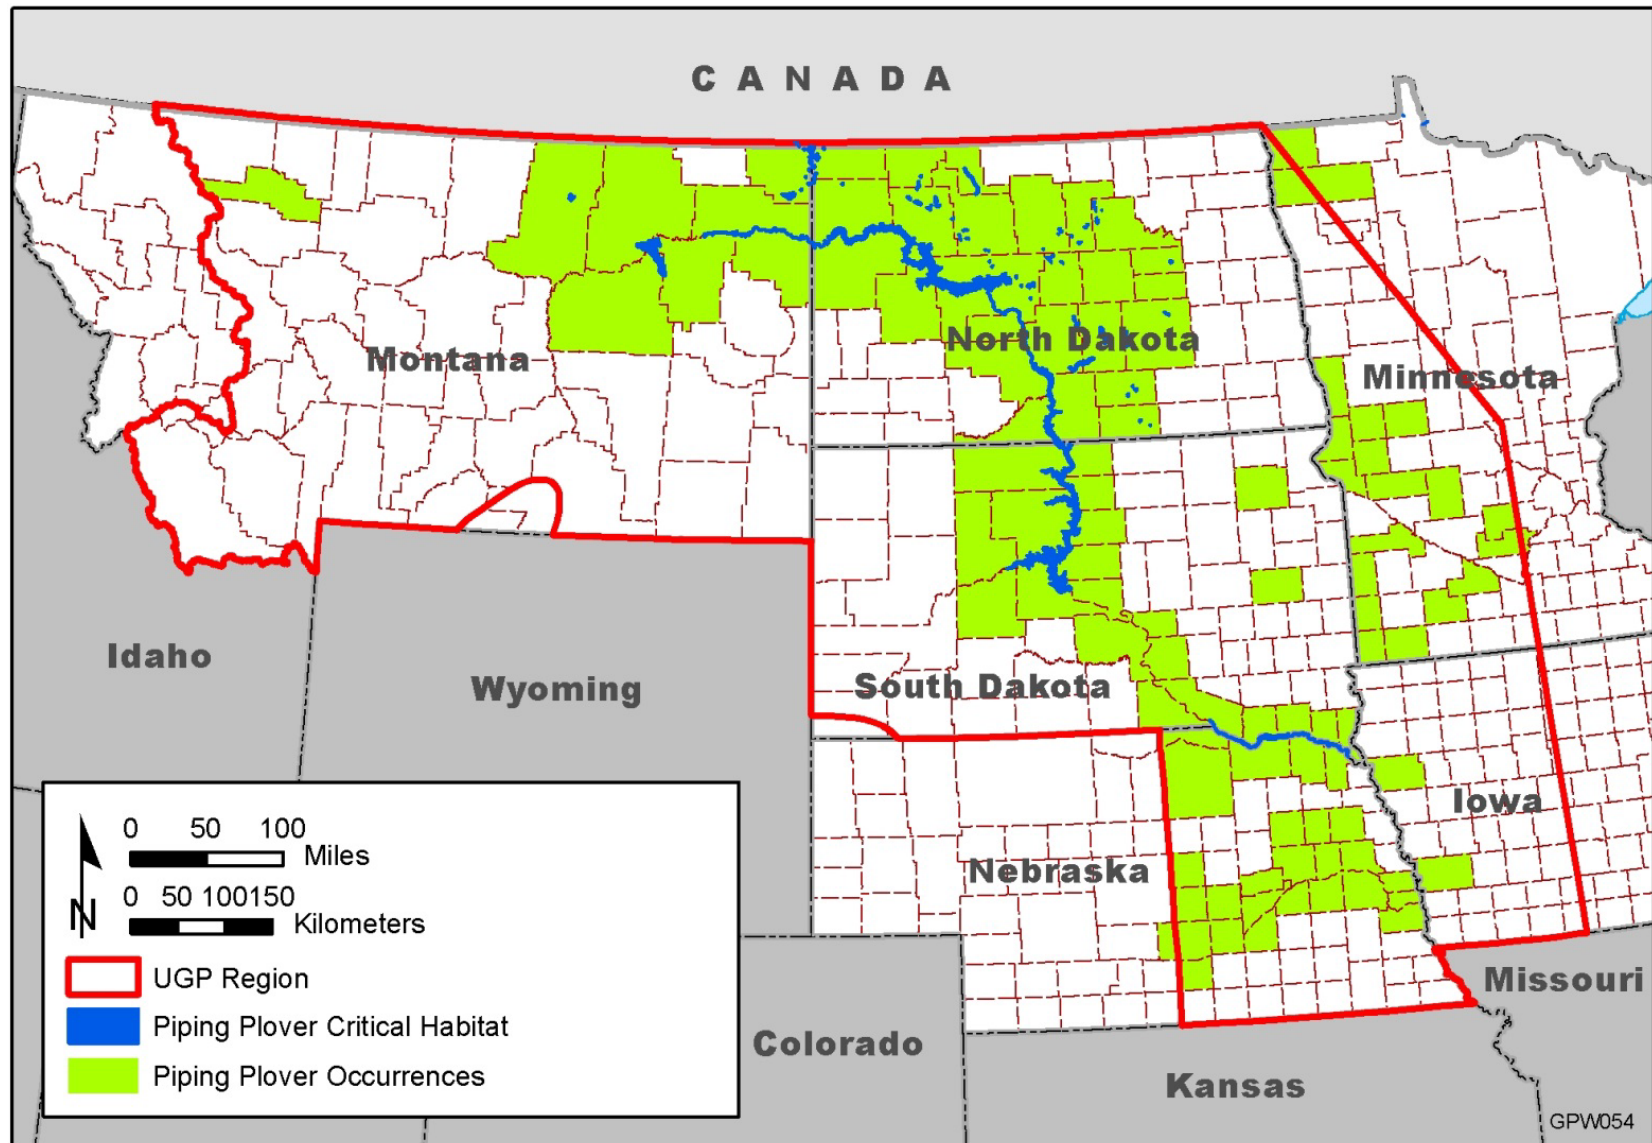 C A N A D A
Montana
North Dakota
Minnesota
Idaho
Wyoming
South Dakota
Nebraska
Iowa
Missouri
Colorado
Kansas
0 50 100
Miles
0 50 100 150
Kilometers
N
UGP Region
Piping Plover Critical Habitat
Piping Plover Occurrences
GPW054